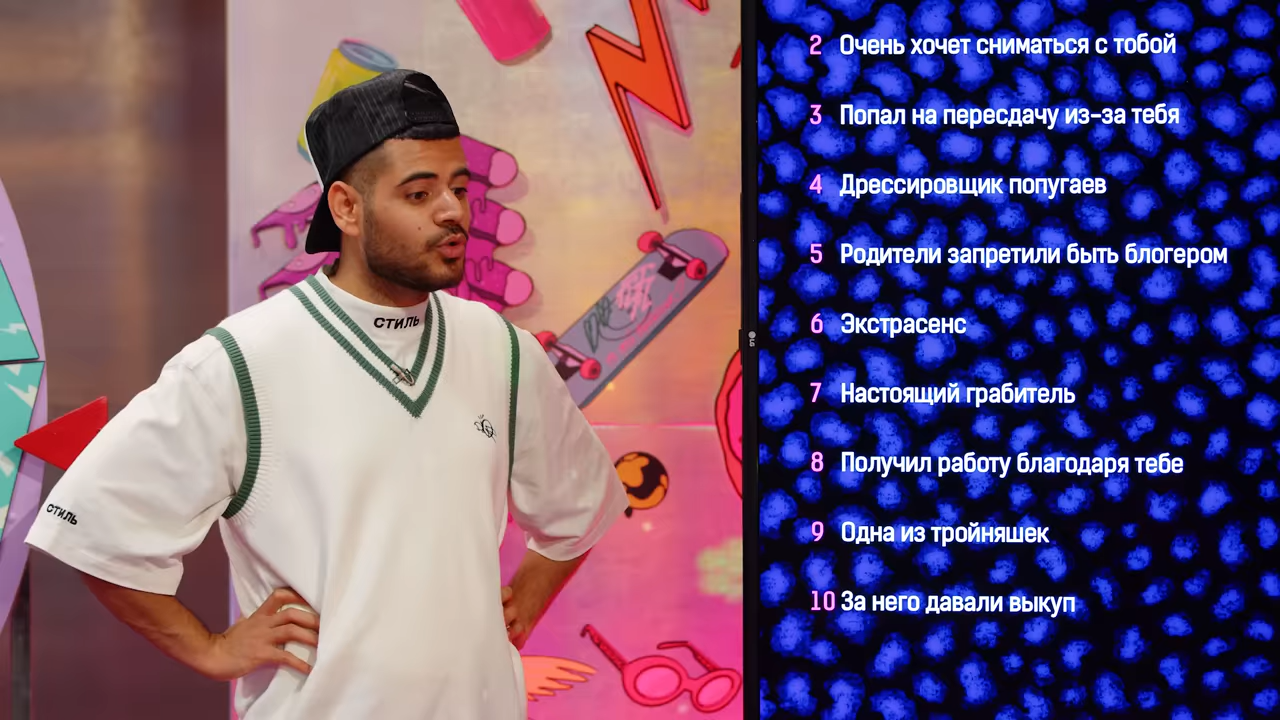 2 Очень хочет сниматься с тобой
3 Попал на пересдачу из-за тебя
4 Дрессировщик попугаев
5 Родители запретили быть блогером
6 Экстрасенс
7 Настоящий грабитель
8 Получил работу благодаря тебе
9 Одна из тройняшек
10 За него давали выкуп
СТИЛЬ
СТИЛЬ
LG